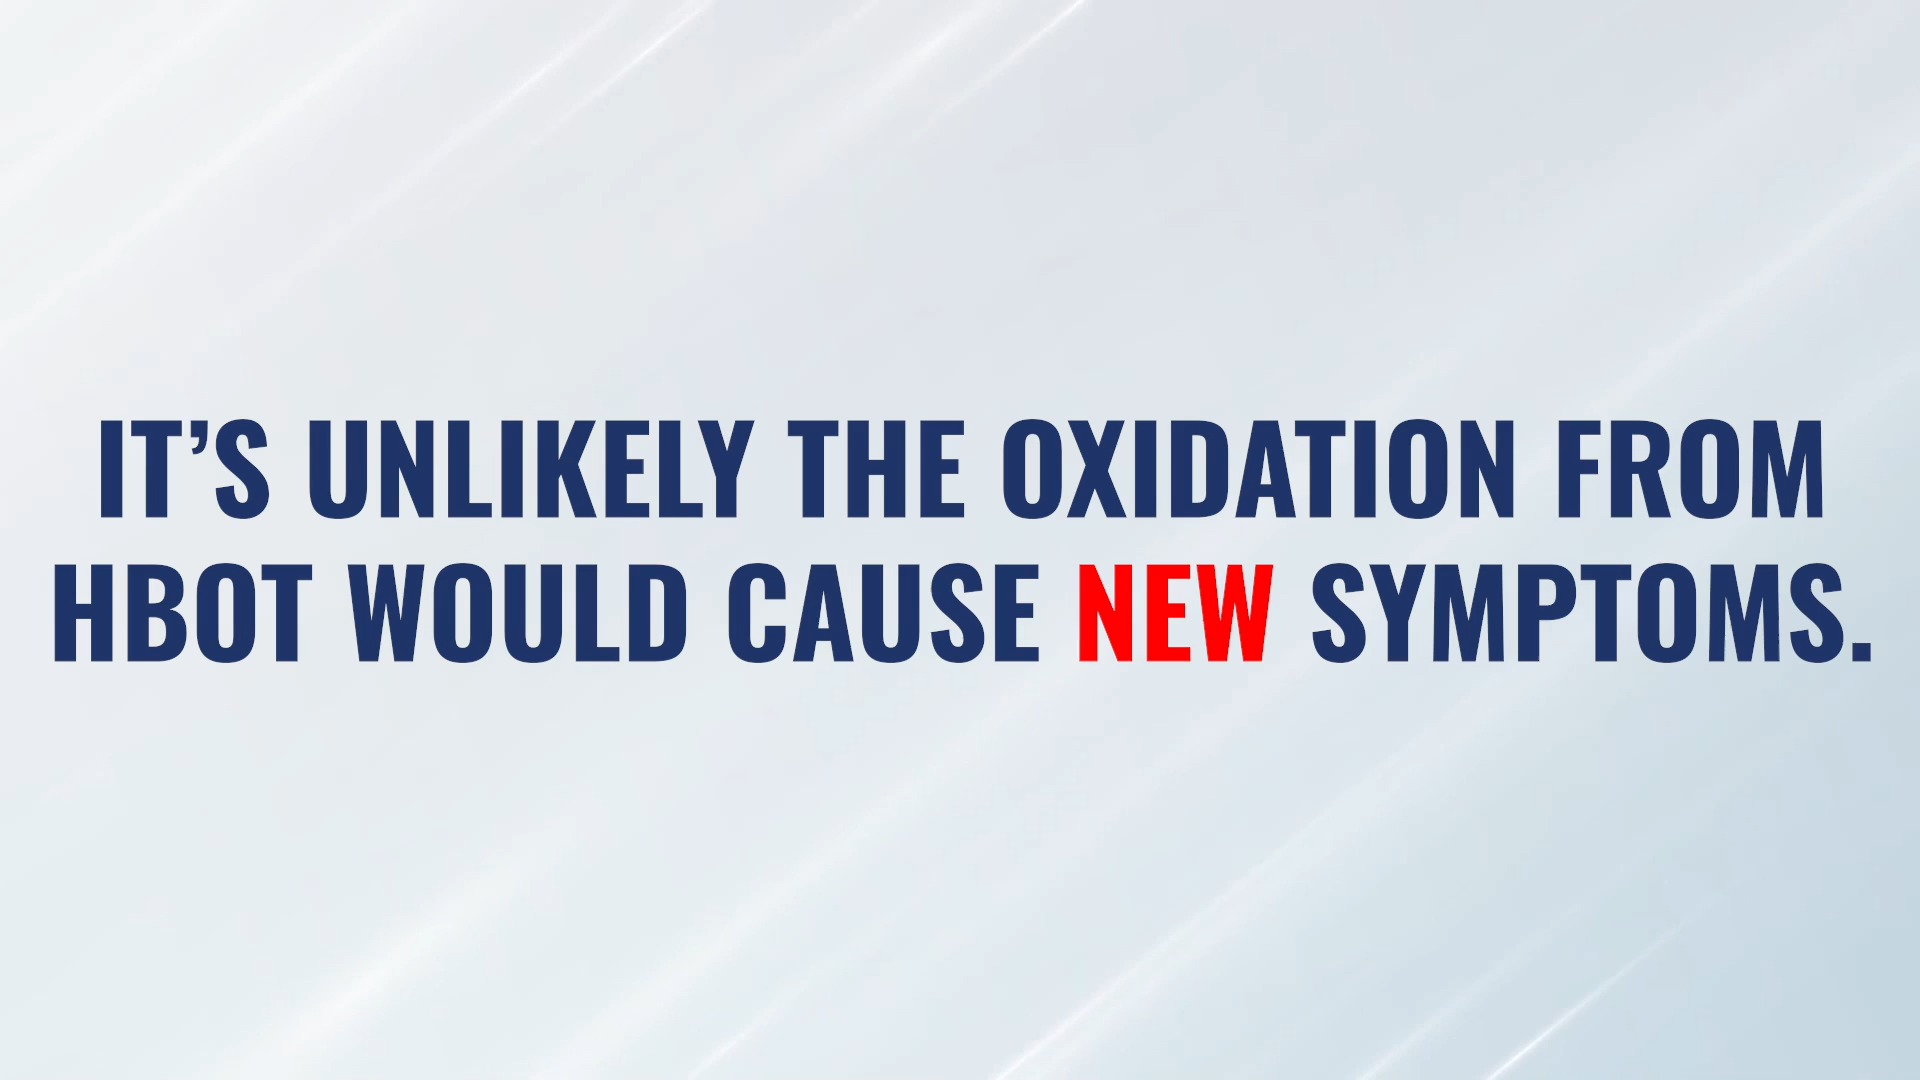 IT’S UNLIKELY THE OXIDATION FROM
HBOT WOULD CAUSE NEW SYMPTOMS.